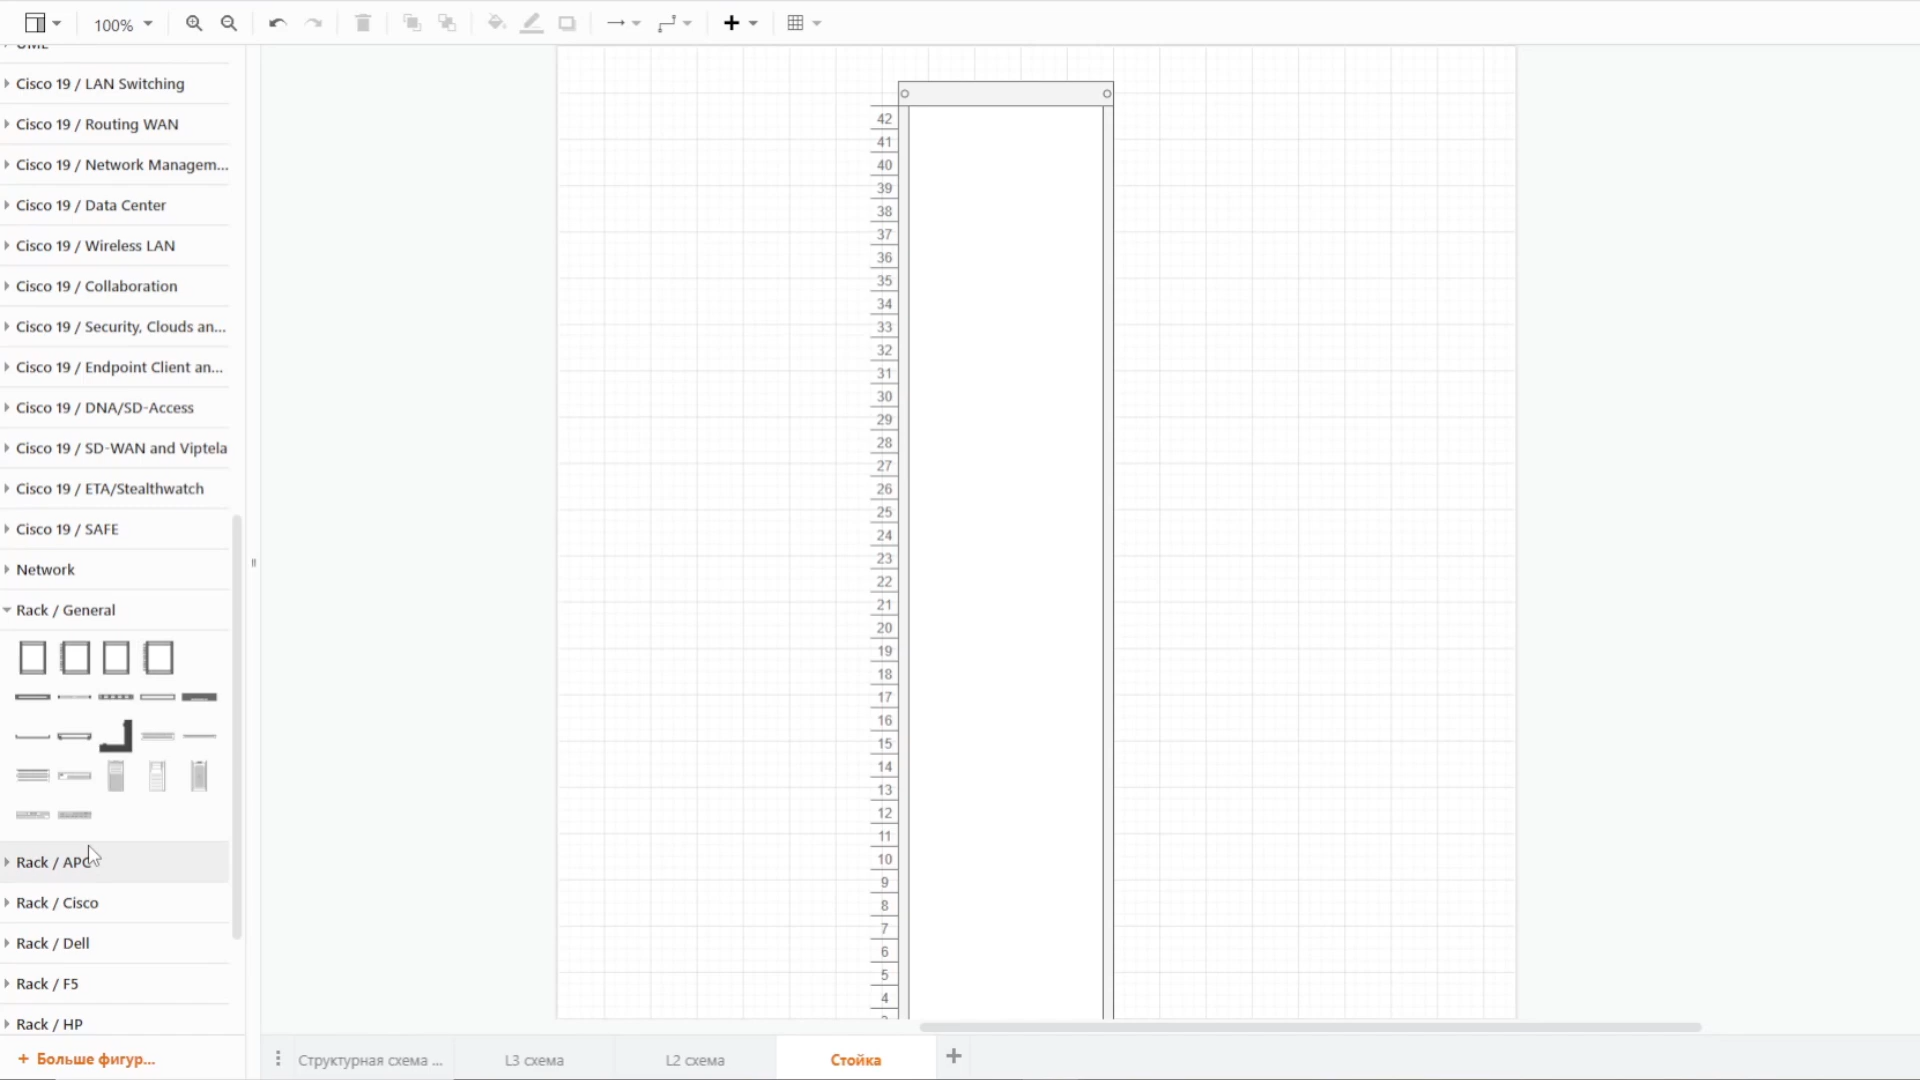 100%
UML
Cisco 19 / LAN Switching
Cisco 19 / Routing WAN
Cisco 19 / Network Managem...
Cisco 19 / Data Center
Cisco 19 / Wireless LAN
Cisco 19 / Collaboration
Cisco 19 / Security, Clouds an...
Cisco 19 / Endpoint Client an...
Cisco 19 / DNA/SD-Access
Cisco 19 / SD-WAN and Viptela
Cisco 19 / ETA/Stealthwatch
Cisco 19 / SAFE
Network
Rack / General
Rack / APC
Rack / Cisco
Rack / Dell
Rack / F5
Rack / HP
+ Больше фигур...
42
41
40
39
38
37
36
35
34
33
32
31
30
29
28
27
26
25
24
23
22
21
20
19
18
17
16
15
14
13
12
11
10
9
8
7
6
5
4
3
Структурная схема ...
L3 схема
L2 схема
Стойка